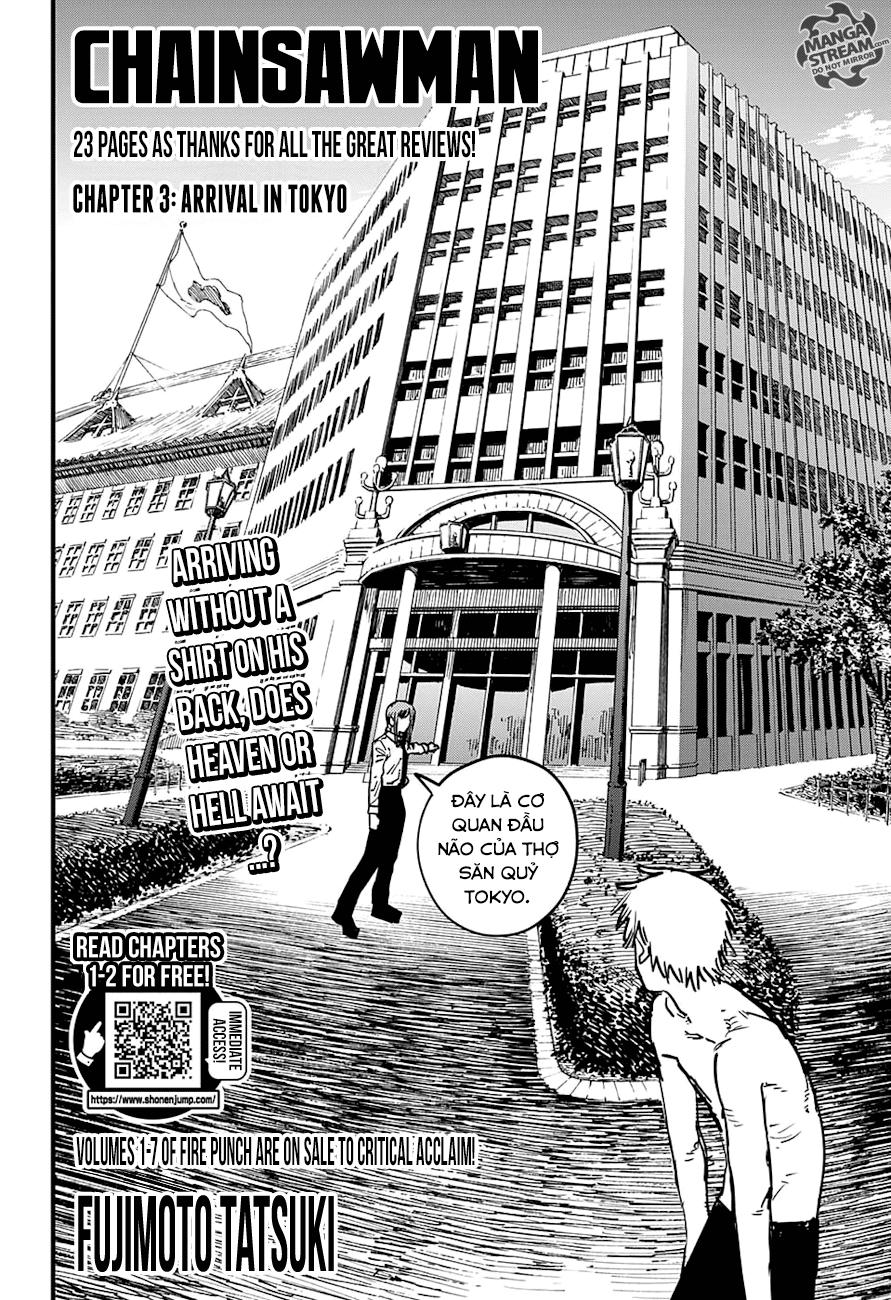 CHAINSAWMAN
MANGA
STREAM.com
DO NOT MIRROR!
23 PAGES AS THANKS FOR ALL THE GREAT REVIEWS!
CHAPTER 3: ARRIVAL IN TOKYO
ARRIVING
WITHOUT A
SHIRT ON HIS
BACK, DOES
HEAVEN OR
HELL AWAIT
...?
ĐÂY LÀ CƠ
QUAN ĐẦU
NÃO CỦA THỢ
SĂN QUỶ
TOKYO.
READ CHAPTERS
1-2 FOR FREE!
IMMEDIATE
ACCESS!
https://www.shonenjump.com/
VOLUMES 1-7 OF FIRE PUNCH ARE ON SALE TO CRITICAL ACCLAIM!
FUJIMOTO TATSUKI